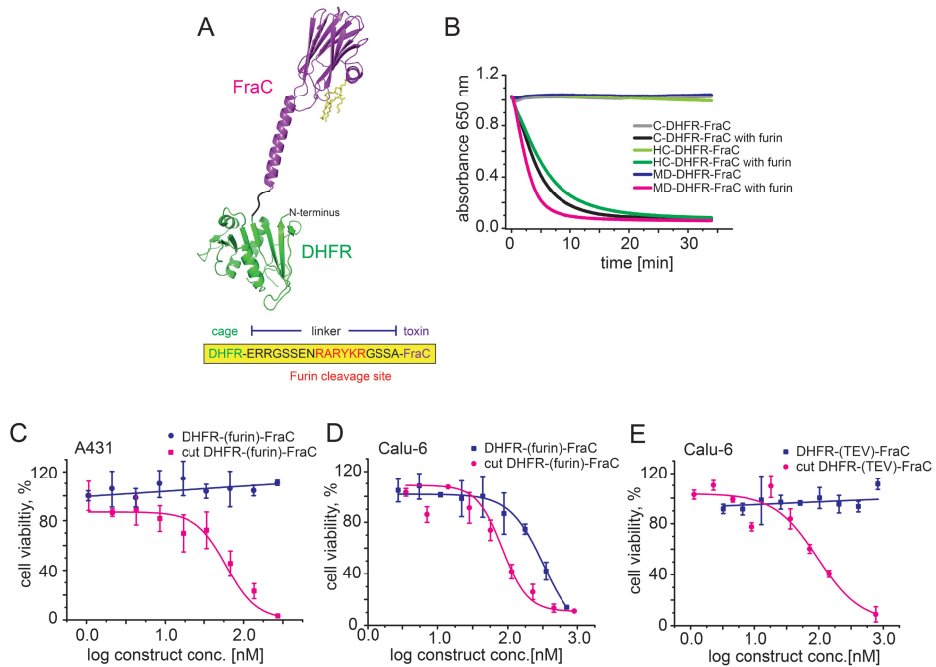 A
FraC
N-terminus
DHFR
cage linker toxin
DHFR-ERRGSSENRARYKRGSSA-FraC
Furin cleavage site
B
absorbance 650 nm
1.2
0.8
0.4
0.0
C-DHFR-FraC
C-DHFR-FraC with furin
HC-DHFR-FraC
HC-DHFR-FraC with furin
MD-DHFR-FraC
MD-DHFR-FraC with furin
0 10 20 30
time [min]
C
A431
DHFR-(furin)-FraC
cut DHFR-(furin)-FraC
cell viability, %
120
80
40
0
0.0 1.0 2.0
log construct conc. [nM]
D
Calu-6
DHFR-(furin)-FraC
cut DHFR-(furin)-FraC
cell viability, %
120
80
40
0
0.0 1.0 2.0 3.0
log construct conc.[nM]
E
Calu-6
DHFR-(TEV)-FraC
cut DHFR-(TEV)-FraC
cell viability, %
120
80
40
0
0.0 1.0 2.0 3.0
log construct conc.[nM]